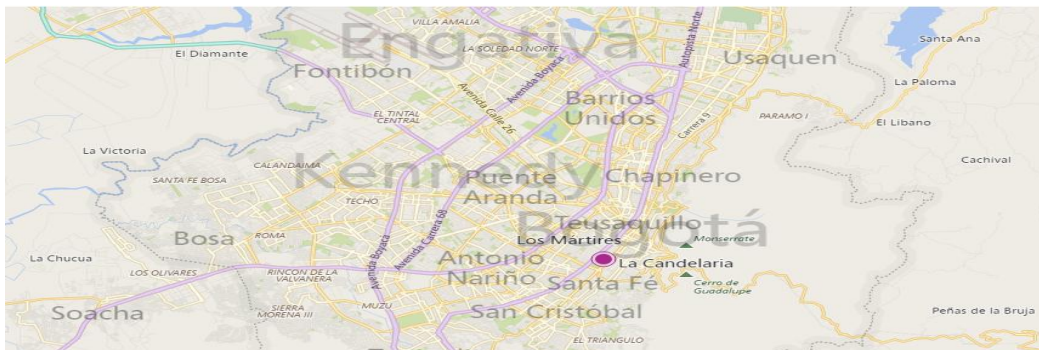 VILLA AMALIA
Engativá
LA SOLEDAD NORTE
Autopista Norte
Santa Ana
El Diamante
Usaquen
Fontibón
Avenida Boyaca
La Paloma
Avenida Calle 26
Barrios
Unidos
EL TINTAL
CENTRAL
PARAMO I
El Libano
Carrera 9
La Victoria
Cachival
CALANDAIMA
Kennedy
SANTA FE BOSA
Puente
Aranda
Chapinero
TECHO
Bogotá
Teusaquillo
Avenida Carrera 68
Bosa
ROMA
Los Martires
Monserrate
La Chucua
Avenida Boyaca
Antonio
Nariño
La Candelaria
LOS OLIVARES
RINCON DE LA
VALVANERA
Santa Fé
Cerro de
Guadalupe
Soacha
SIERRA
MORENA III
MUZU
San Cristóbal
Peñas de la Bruja
EL TRIANGULO